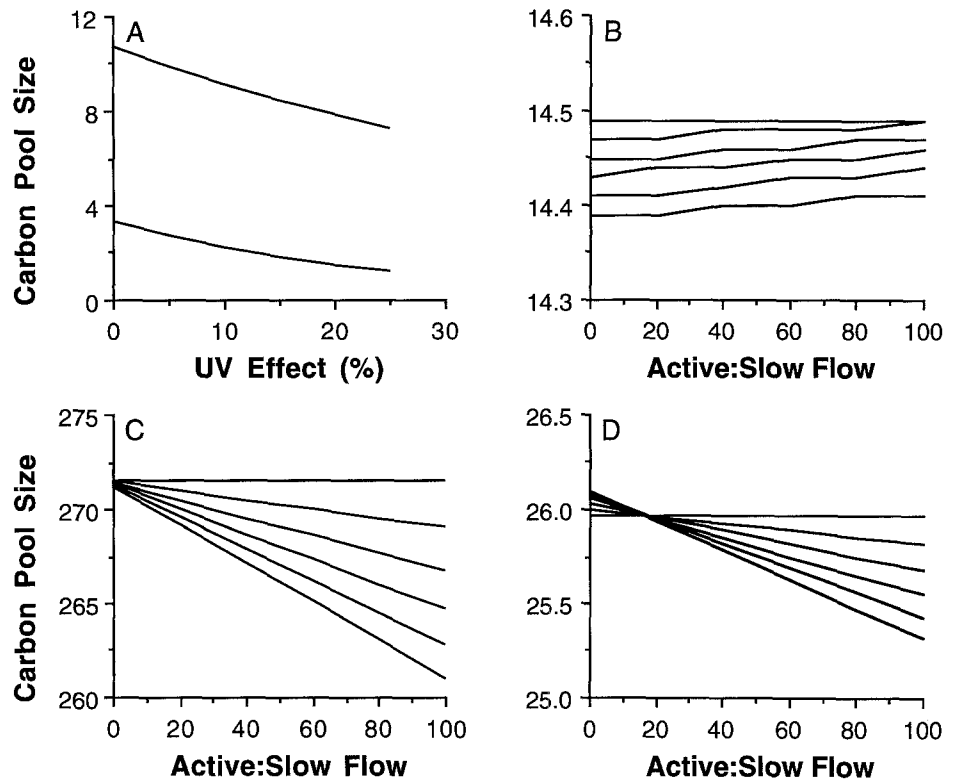 A
Carbon Pool Size
12
8
4
0
0 10 20 30
UV Effect (%)
B
14.6
14.5
14.4
14.3
0 20 40 60 80 100
Active:Slow Flow
C
Carbon Pool Size
275
270
265
260
0 20 40 60 80 100
Active:Slow Flow
D
26.5
26.0
25.5
25.0
0 20 40 60 80 100
Active:Slow Flow